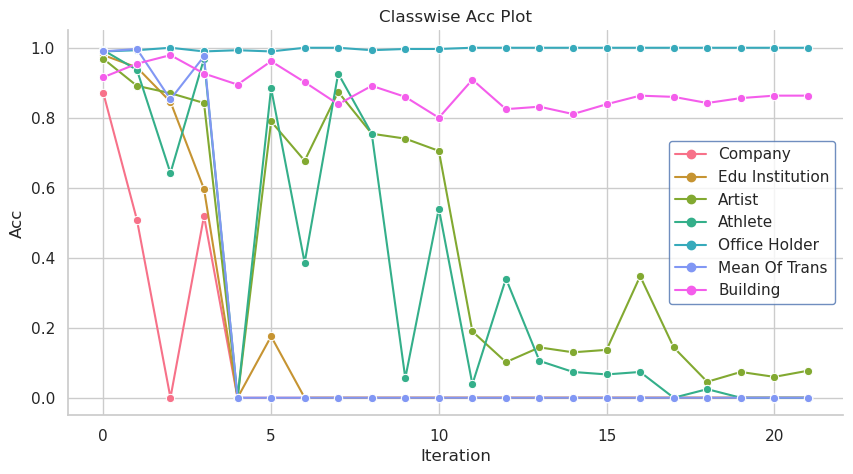 Classwise Acc Plot
Acc
1.0
0.8
0.6
0.4
0.2
0.0
Company
Edu Institution
Artist
Athlete
Office Holder
Mean Of Trans
Building
0 5 10 15 20
Iteration